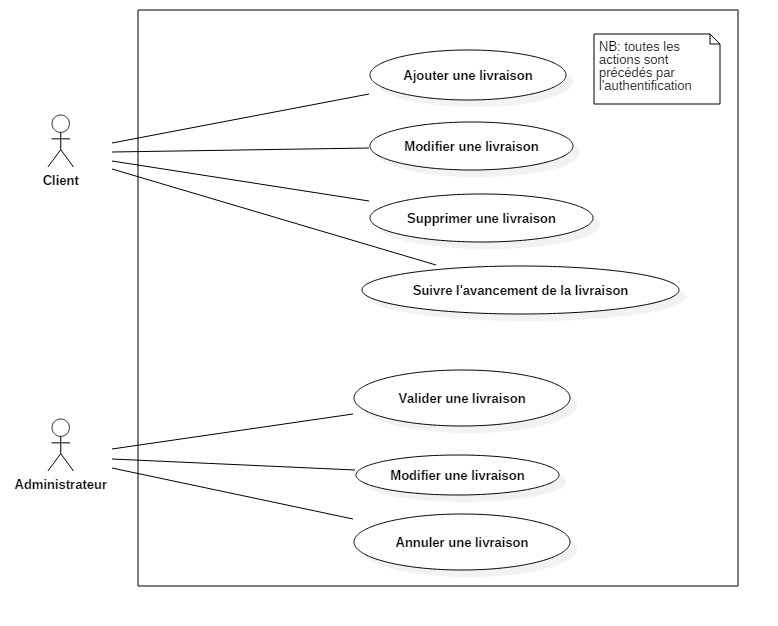 NB: toutes les
actions sont
précédés par
l'authentification
Ajouter une livraison
Modifier une livraison
Client
Supprimer une livraison
Suivre l'avancement de la livraison
Valider une livraison
Modifier une livraison
Administrateur
Annuler une livraison